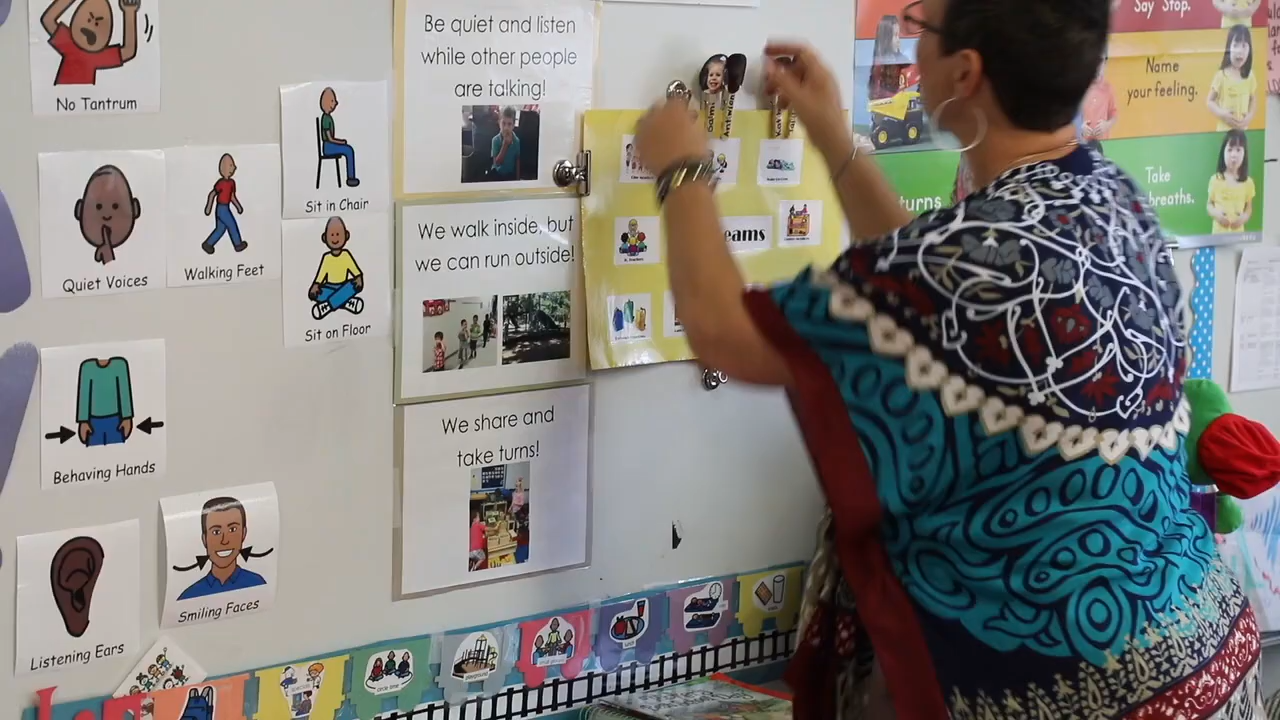 No Tantrum
Quiet Voices
Walking Feet
Sit in Chair
Sit on Floor
Behaving Hands
Listening Ears
Smiling Faces
Be quiet and listen
while other people
are talking!
We walk inside, but
we can run outside!
We share and
take turns!
eams
Say Stop.
Name
your feeling.
Take
breaths.
turns